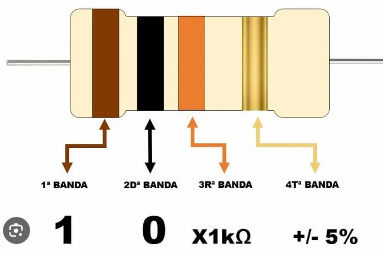 1ª BANDA 2Dª BANDA 3Rª BANDA 4Tª BANDA
1 0 X1kΩ +/- 5%